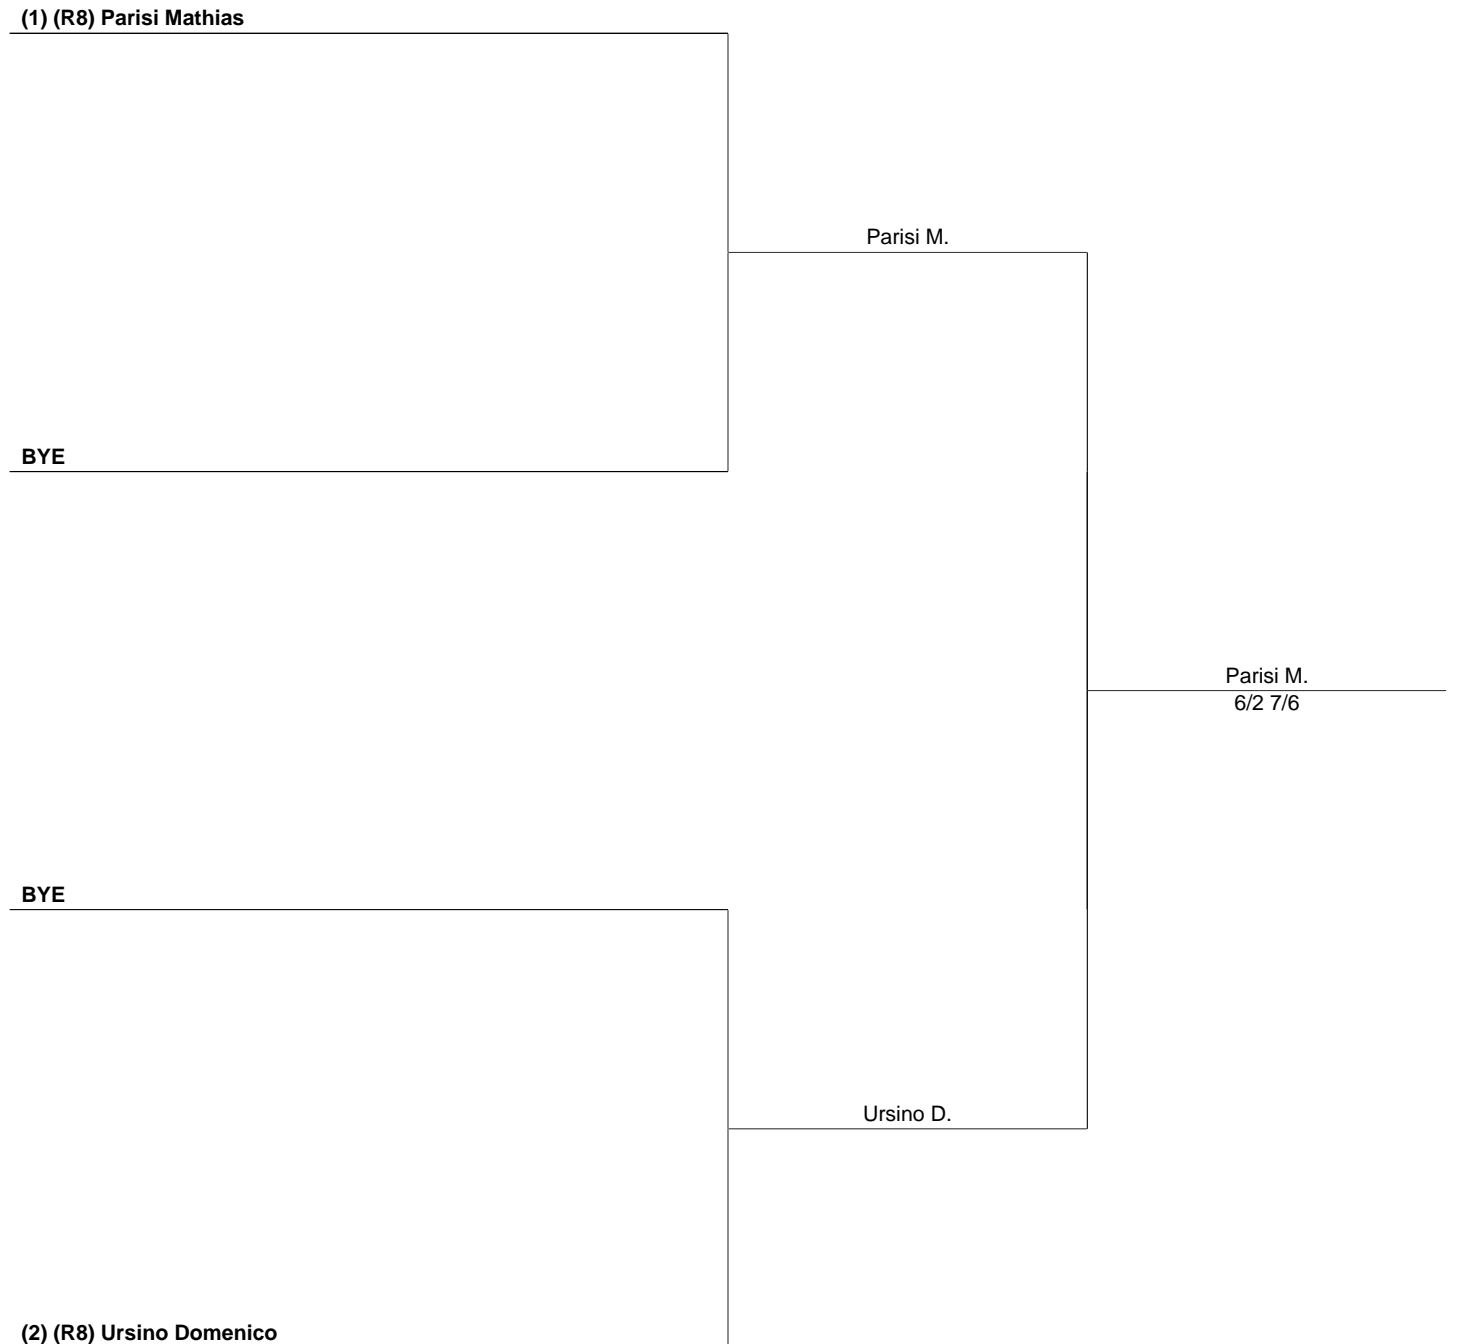 (1) (R8) Parisi Mathias
Parisi M.
BYE
Parisi M.
6/2 7/6
BYE
Ursino D.
(2) (R8) Ursino Domenico